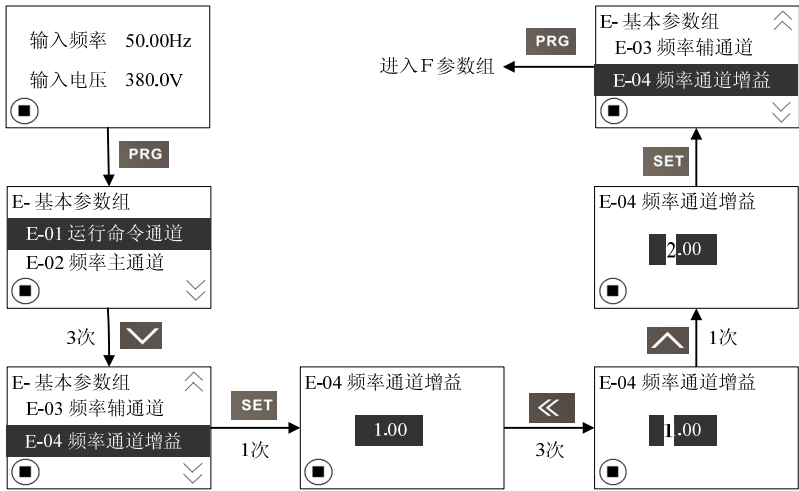 输入频率 50.00Hz
输入电压 380.0V
PRG
E- 基本参数组
E-01 运行命令通道
E-02 频率主通道
3次
E- 基本参数组
E-03 频率辅通道
E-04 频率通道增益
SET
1次
E-04 频率通道增益
1.00
3次
E-04 频率通道增益
1.00
1次
E-04 频率通道增益
2.00
SET
E- 基本参数组
E-03 频率辅通道
E-04 频率通道增益
PRG
进入F参数组